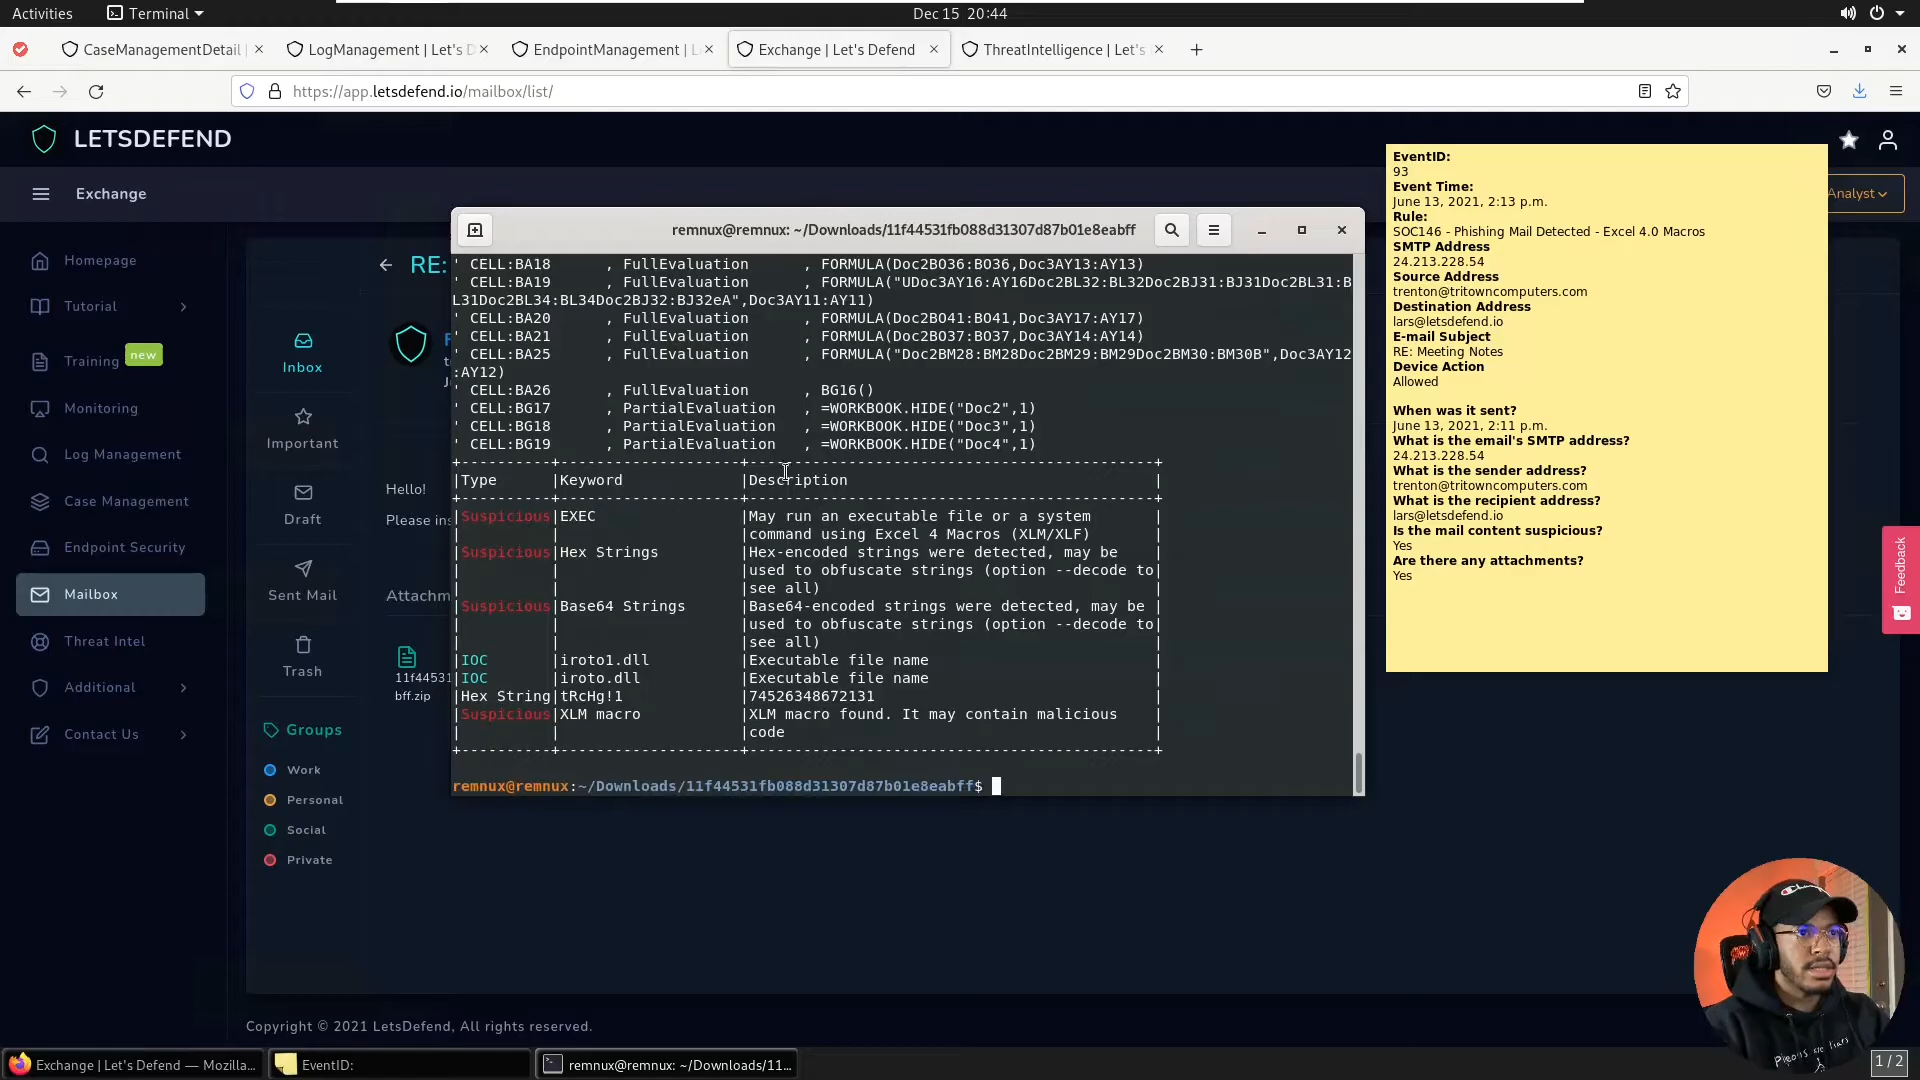 Activities
Terminal
Dec 15 20:44
CaseManagementDetail
LogManagement | Let's D
EndpointManagement | L
Exchange | Let's Defend
ThreatIntelligence | Let's
https://app.letsdefend.io/mailbox/list/
LETSDEFEND
Exchange
Analyst
Homepage
Tutorial
Training new
Monitoring
Log Management
Case Management
Endpoint Security
Mailbox
Threat Intel
Additional
Contact Us
Inbox
Important
Draft
Sent Mail
Trash
Groups
Work
Personal
Social
Private
RE:
Hello!
Please ins
Attachm
11f44531
bff.zip
remnux@remnux: ~/Downloads/11f44531fb088d31307d87b01e8eabff
' CELL:BA18      , FullEvaluation      , FORMULA(Doc2BO36:BO36,Doc3AY13:AY13)
' CELL:BA19      , FullEvaluation      , FORMULA("UDoc3AY16:AY16Doc2BL32:BL32Doc2BJ31:BJ31Doc2BL31:B
L31Doc2BL34:BL34Doc2BJ32:BJ32eA",Doc3AY11:AY11)
' CELL:BA20      , FullEvaluation      , FORMULA(Doc2BO41:BO41,Doc3AY17:AY17)
' CELL:BA21      , FullEvaluation      , FORMULA(Doc2BO37:BO37,Doc3AY14:AY14)
' CELL:BA25      , FullEvaluation      , FORMULA("Doc2BM28:BM28Doc2BM29:BM29Doc2BM30:BM30B",Doc3AY12
:AY12)
' CELL:BA26      , FullEvaluation      , BG16()
' CELL:BG17      , PartialEvaluation   , =WORKBOOK.HIDE("Doc2",1)
' CELL:BG18      , PartialEvaluation   , =WORKBOOK.HIDE("Doc3",1)
' CELL:BG19      , PartialEvaluation   , =WORKBOOK.HIDE("Doc4",1)
+----------+--------------------+---------------------------------------------+
|Type      |Keyword             |Description                                  |
+----------+--------------------+---------------------------------------------+
|Suspicious|EXEC                |May run an executable file or a system       |
|          |                    |command using Excel 4 Macros (XLM/XLF)       |
|Suspicious|Hex Strings         |Hex-encoded strings were detected, may be    |
|          |                    |used to obfuscate strings (option --decode to|
|          |                    |see all)                                     |
|Suspicious|Base64 Strings      |Base64-encoded strings were detected, may be |
|          |                    |used to obfuscate strings (option --decode to|
|          |                    |see all)                                     |
|IOC       |iroto1.dll          |Executable file name                         |
|IOC       |iroto.dll           |Executable file name                         |
|Hex String|tRcHg!1             |74526348672131                               |
|Suspicious|XLM macro           |XLM macro found. It may contain malicious    |
|          |                    |code                                         |
+----------+--------------------+---------------------------------------------+
remnux@remnux:~/Downloads/11f44531fb088d31307d87b01e8eabff$
EventID:
93
Event Time:
June 13, 2021, 2:13 p.m.
Rule:
SOC146 - Phishing Mail Detected - Excel 4.0 Macros
SMTP Address
24.213.228.54
Source Address
trenton@tritowncomputers.com
Destination Address
lars@letsdefend.io
E-mail Subject
RE: Meeting Notes
Device Action
Allowed
When was it sent?
June 13, 2021, 2:11 p.m.
What is the email's SMTP address?
24.213.228.54
What is the sender address?
trenton@tritowncomputers.com
What is the recipient address?
lars@letsdefend.io
Is the mail content suspicious?
Yes
Are there any attachments?
Yes
Feedback
Champion
Copyright © 2021 LetsDefend, All rights reserved.
Exchange | Let's Defend — Mozilla...
EventID:
remnux@remnux: ~/Downloads/11...
1 / 2